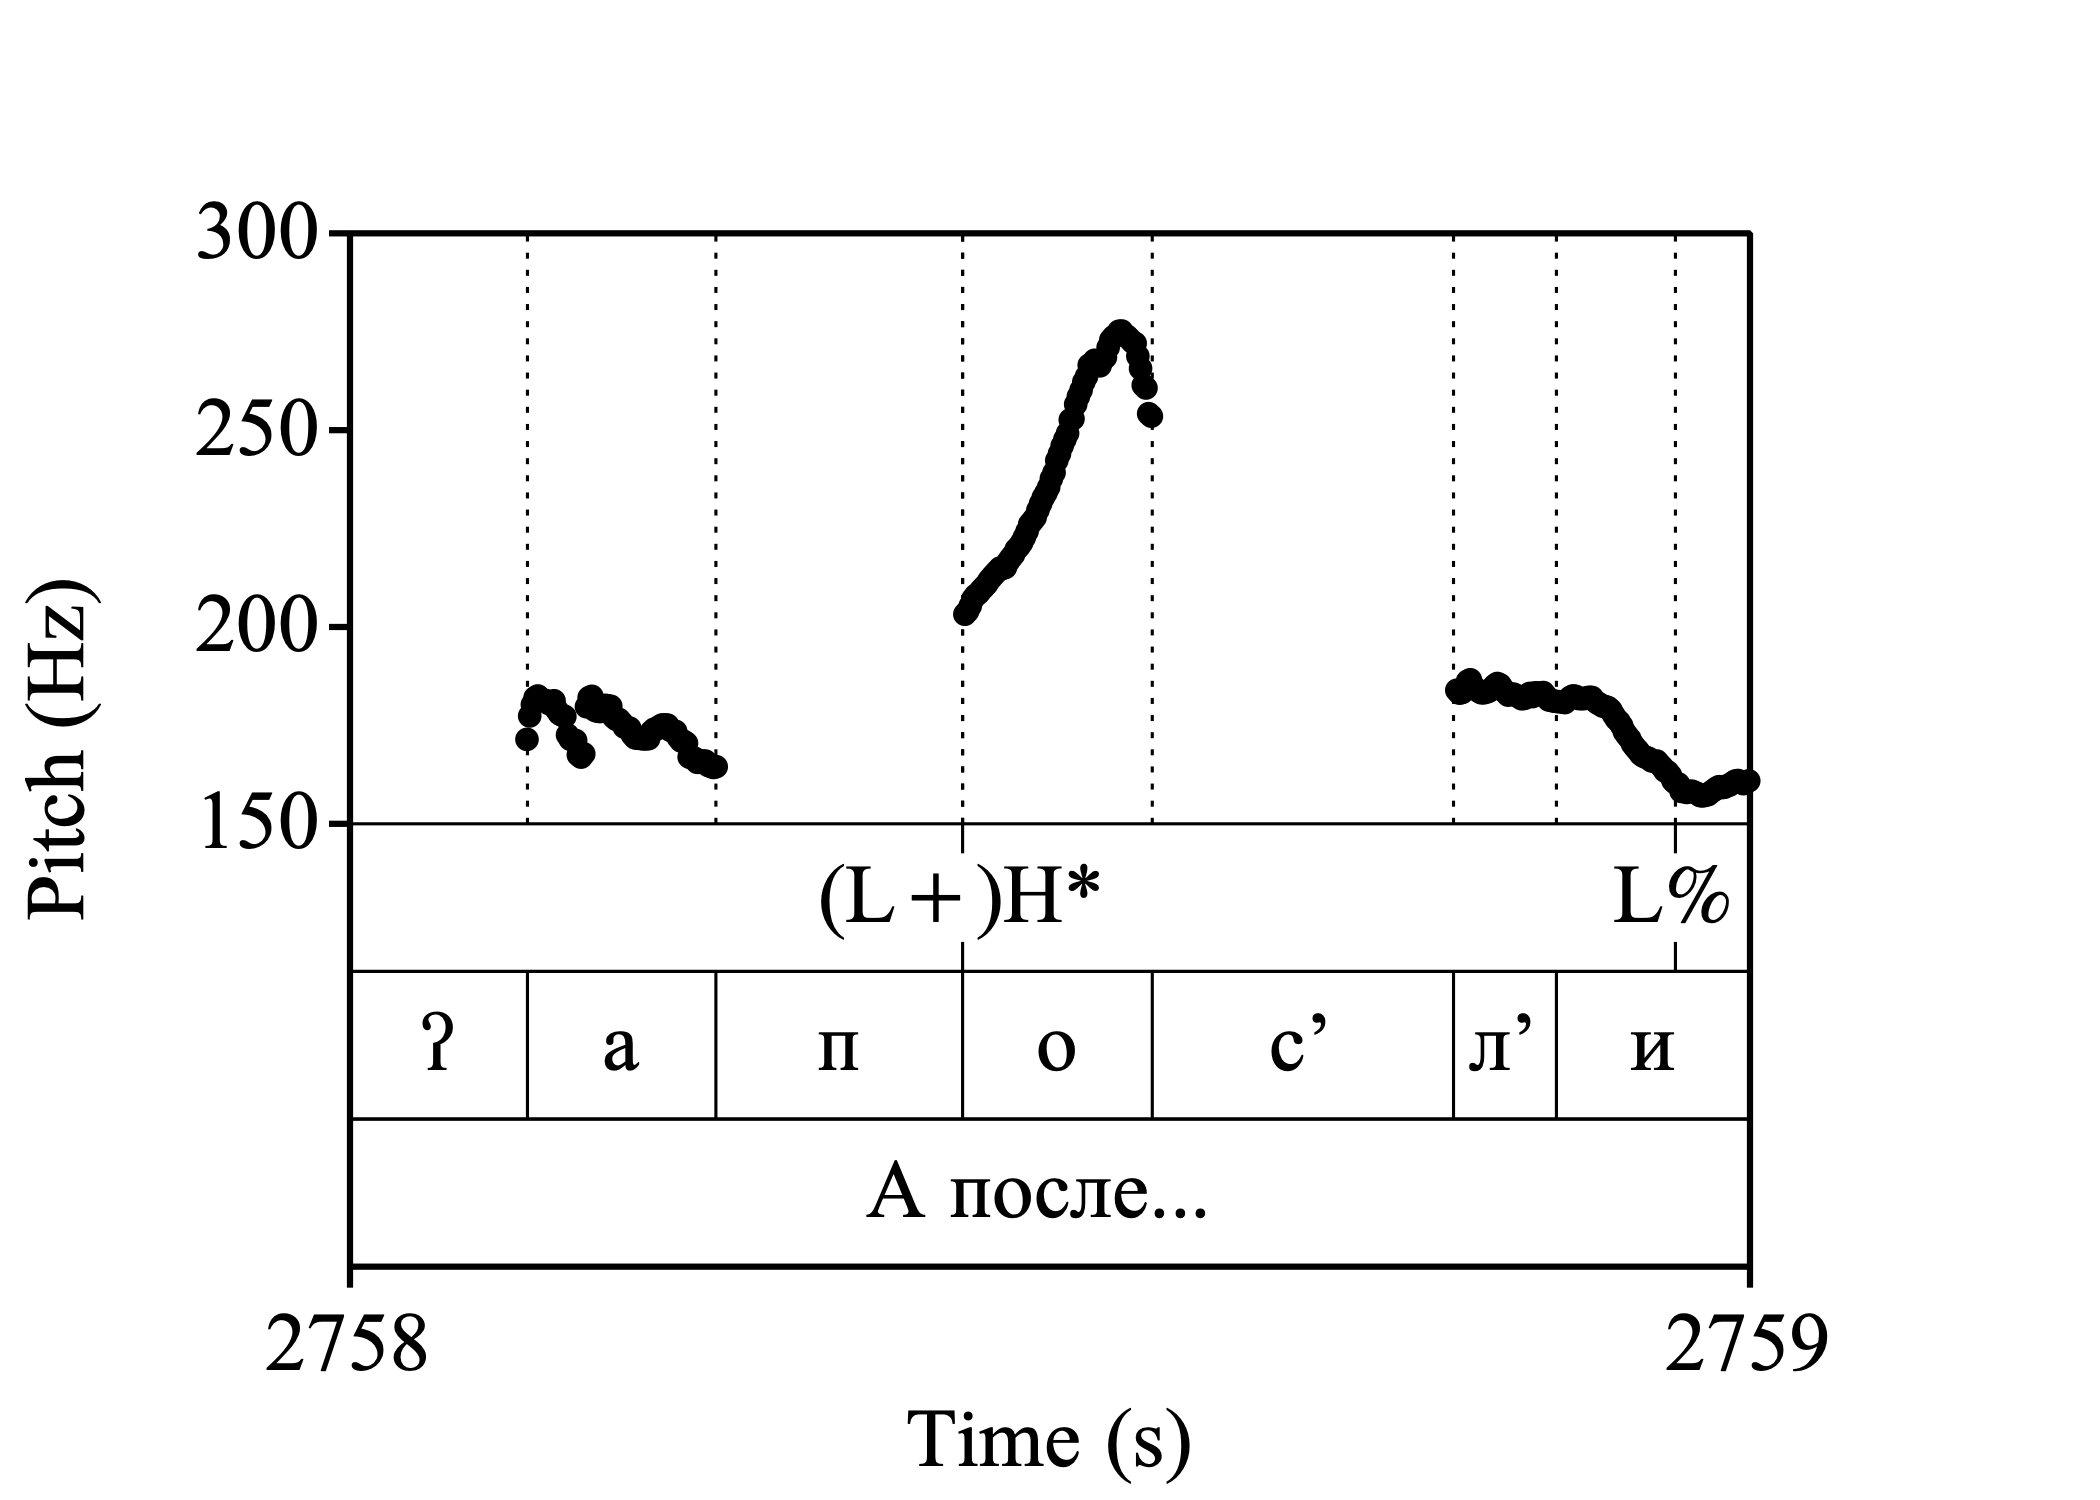 300
250
200
150
Pitch (Hz)
(L+)H* L%
ʔ а п о с’ л’ и
А после...
2758 2759
Time (s)